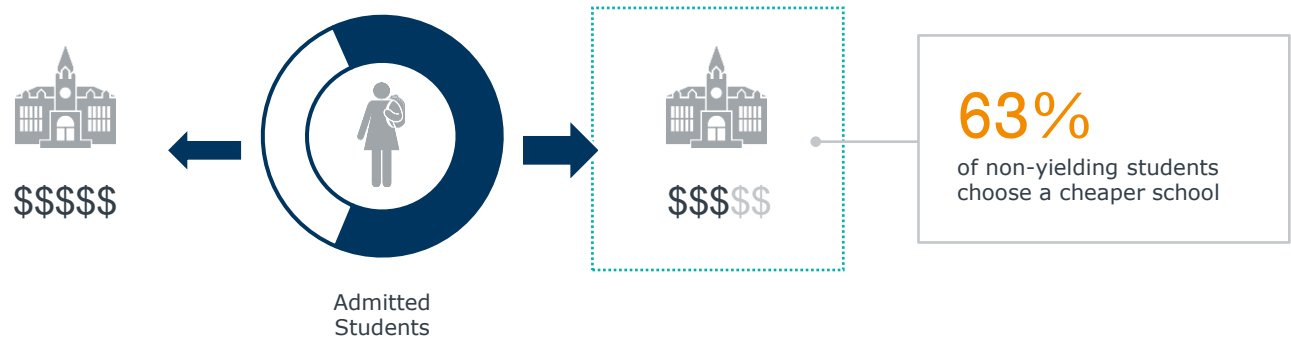 $$$$$
Admitted
Students
$$$$$
63%
of non-yielding students
choose a cheaper school